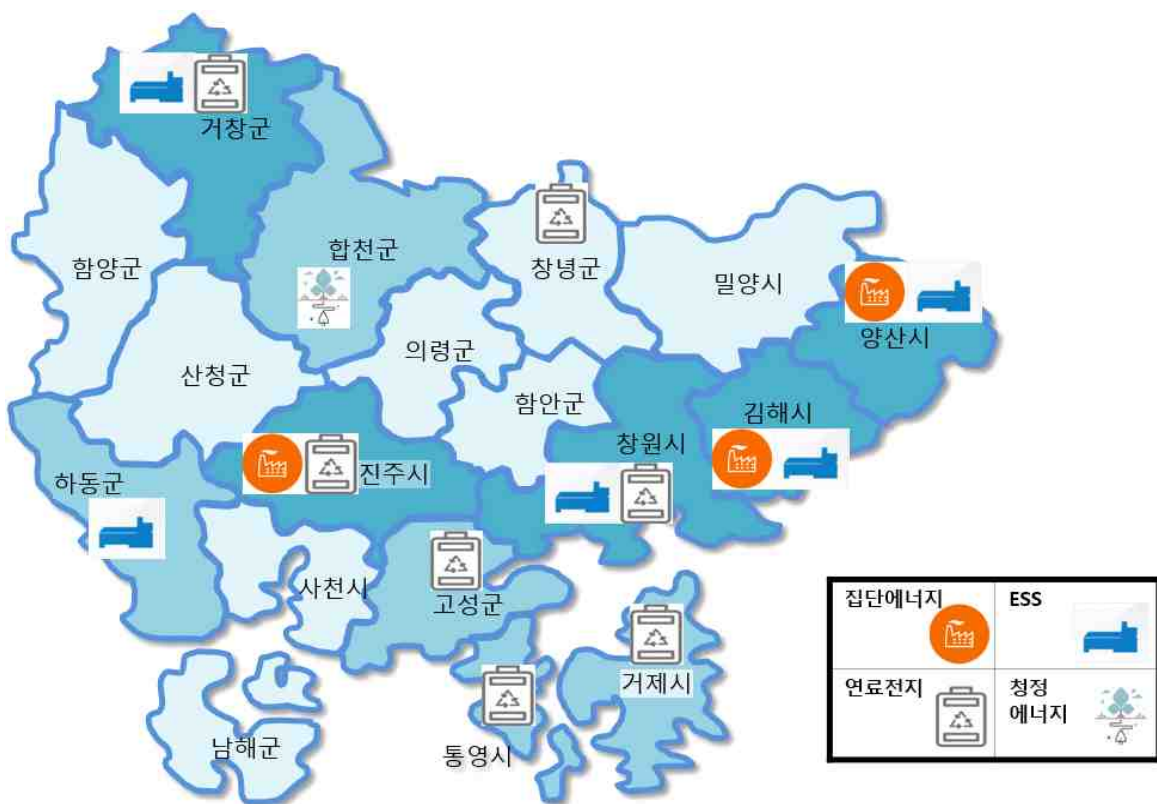 거창군
합천군
함양군
창녕군
밀양시
양산시
의령군
산청군
함안군
김해시
창원시
진주시
하동군
사천시
고성군
거제시
남해군
통영시
집단에너지
ESS
연료전지
청정
에너지